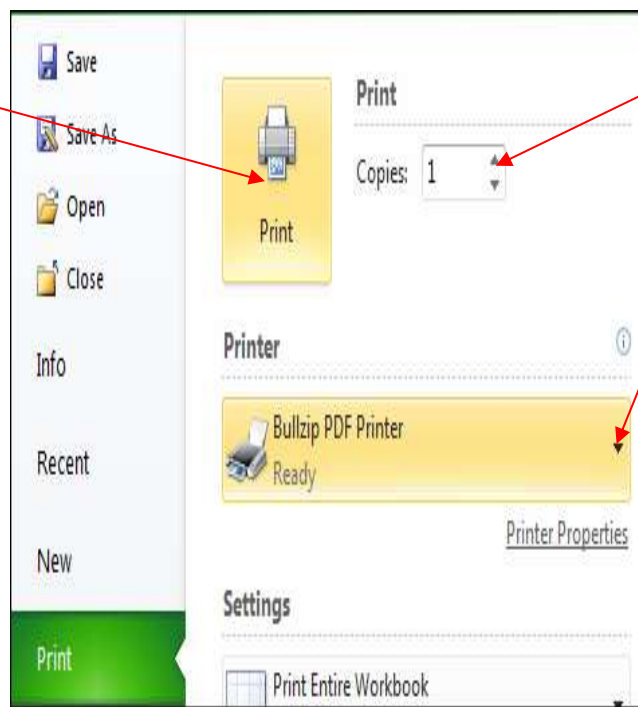 Save
Save As
Open
Close
Info
Recent
New
Print
Print
Copies: 1
Print
Printer
Bullzip PDF Printer
Ready
Printer Properties
Settings
Print Entire Workbook